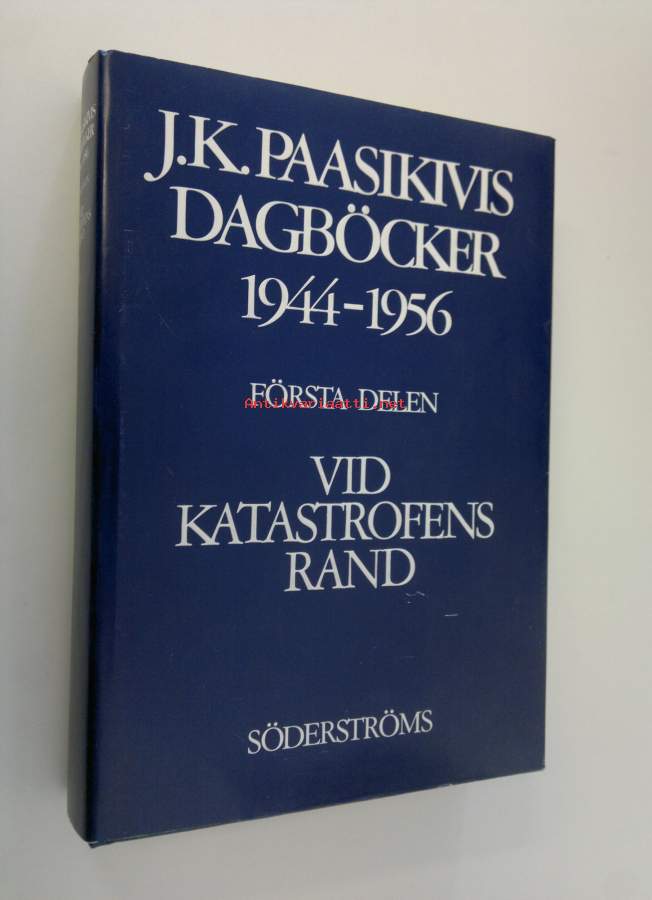 J.K. PAASIKIVIS
DAGBÖCKER
1944-1956
FÖRSTA DELEN
Antikvariaatti.net
VID
KATASTROFENS
RAND
SÖDERSTRÖMS